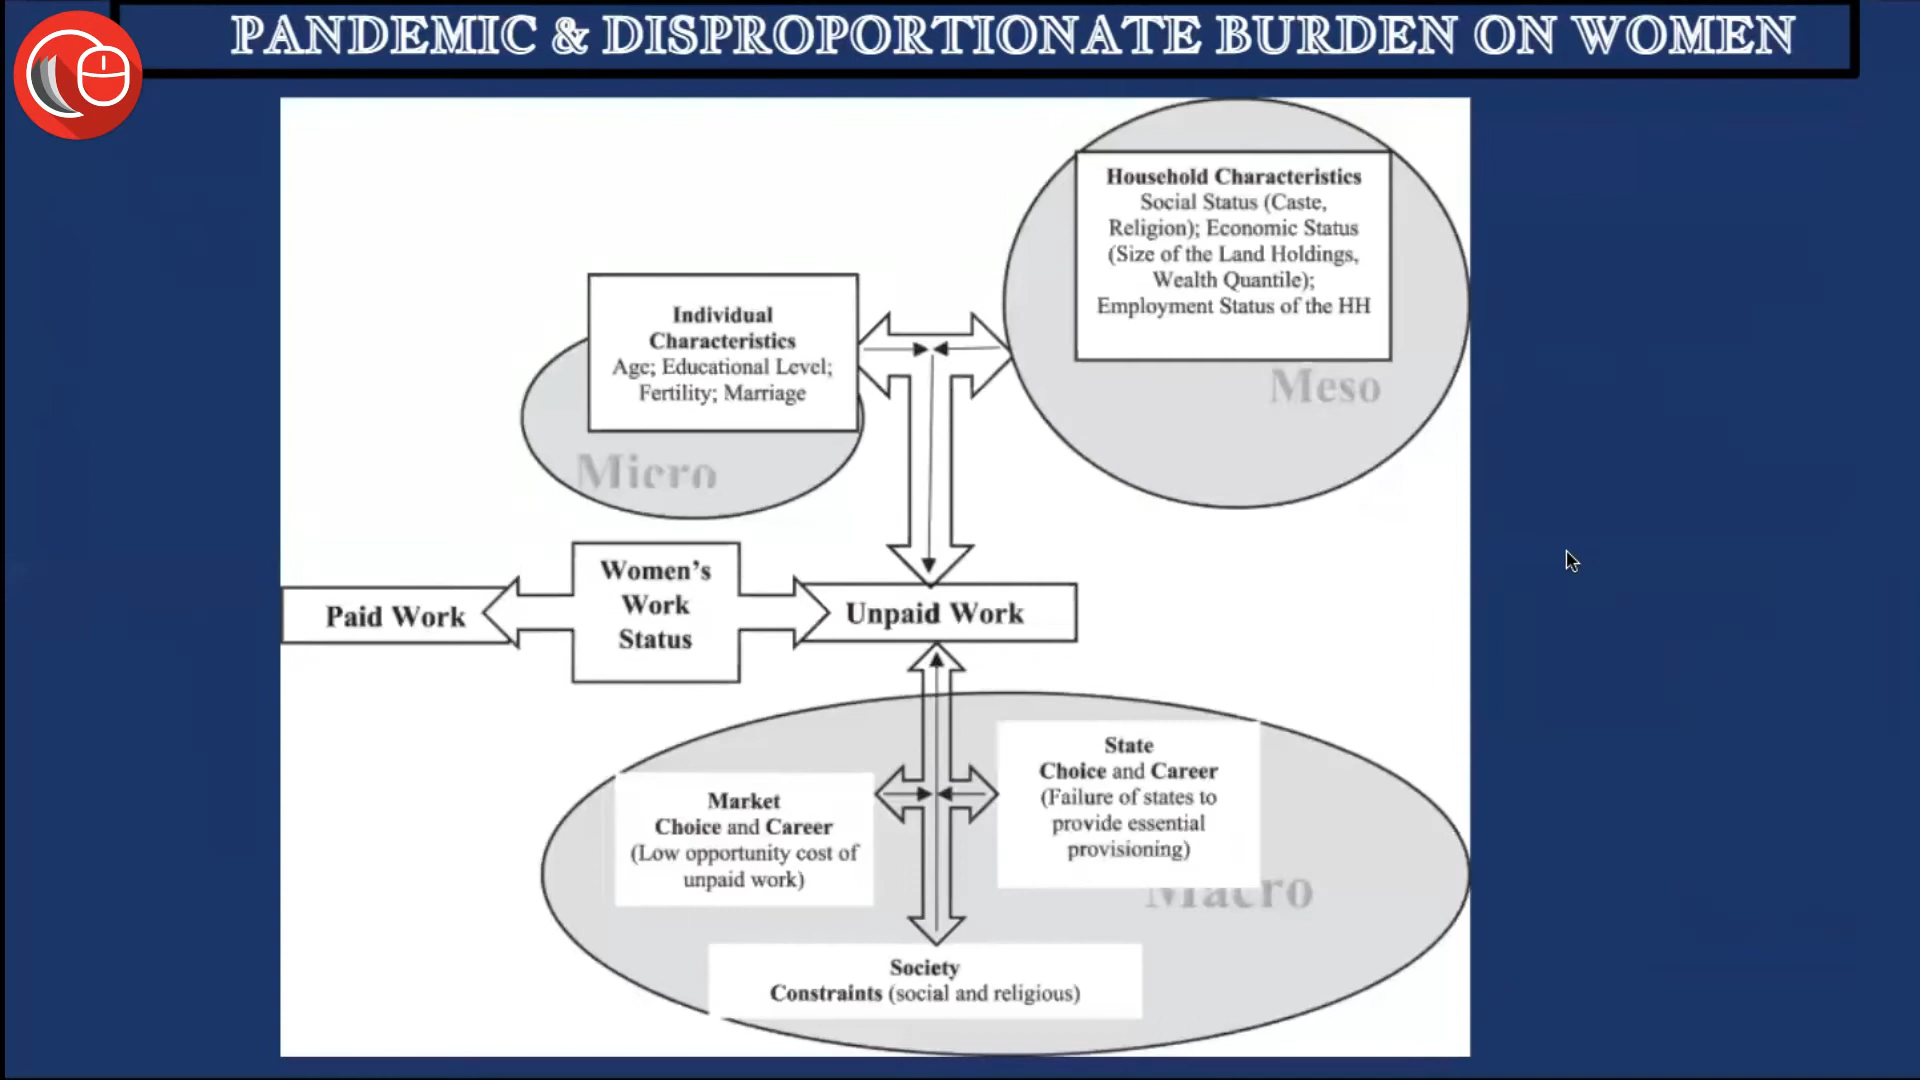 PANDEMIC & DISPROPORTIONATE BURDEN ON WOMEN
Household Characteristics
Social Status (Caste,
Religion); Economic Status
(Size of the Land Holdings,
Wealth Quantile);
Employment Status of the HH
Meso
Individual
Characteristics
Age; Educational Level;
Fertility; Marriage
Micro
Women's
Work
Status
Paid Work
Unpaid Work
State
Choice and Career
(Failure of states to
provide essential
provisioning)
Market
Choice and Career
(Low opportunity cost of
unpaid work)
Macro
Society
Constraints (social and religious)